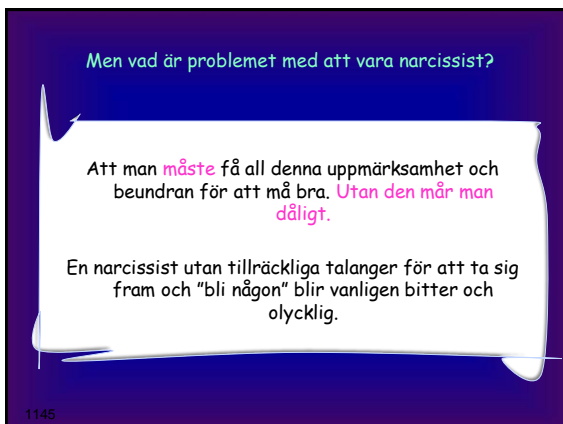 Men vad är problemet med att vara narcissist?
Att man måste få all denna uppmärksamhet och
beundran för att må bra. Utan den mår man
dåligt.
En narcissist utan tillräckliga talanger för att ta sig
fram och ”bli någon” blir vanligen bitter och
olycklig.
1145